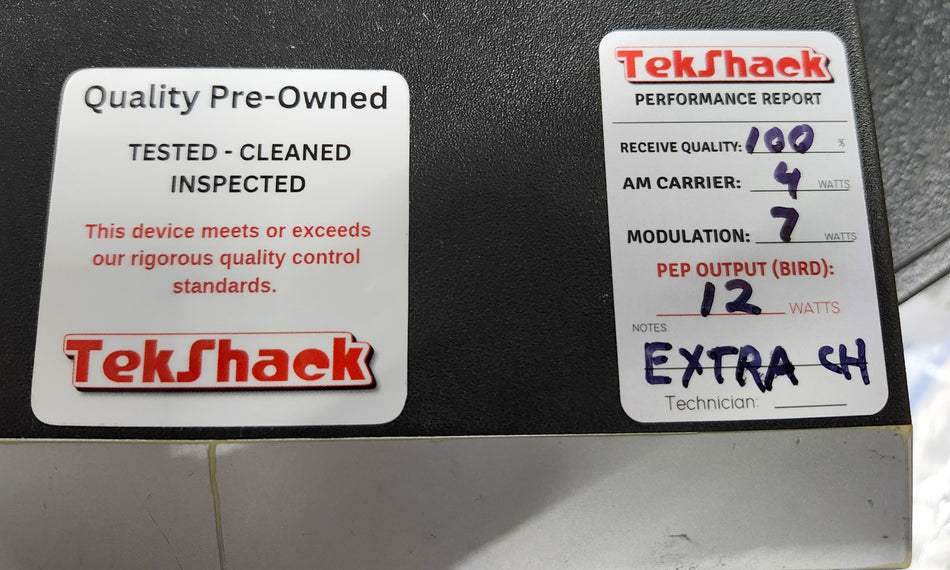 Quality Pre-Owned
TESTED - CLEANED
INSPECTED
This device meets or exceeds
our rigorous quality control
standards.
TekShack
TekShack
PERFORMANCE REPORT
RECEIVE QUALITY: 100 %
AM CARRIER: 4 WATTS
MODULATION: 7 WATTS
PEP OUTPUT (BIRD):
12 WATTS
NOTES
EXTRA CH
Technician: